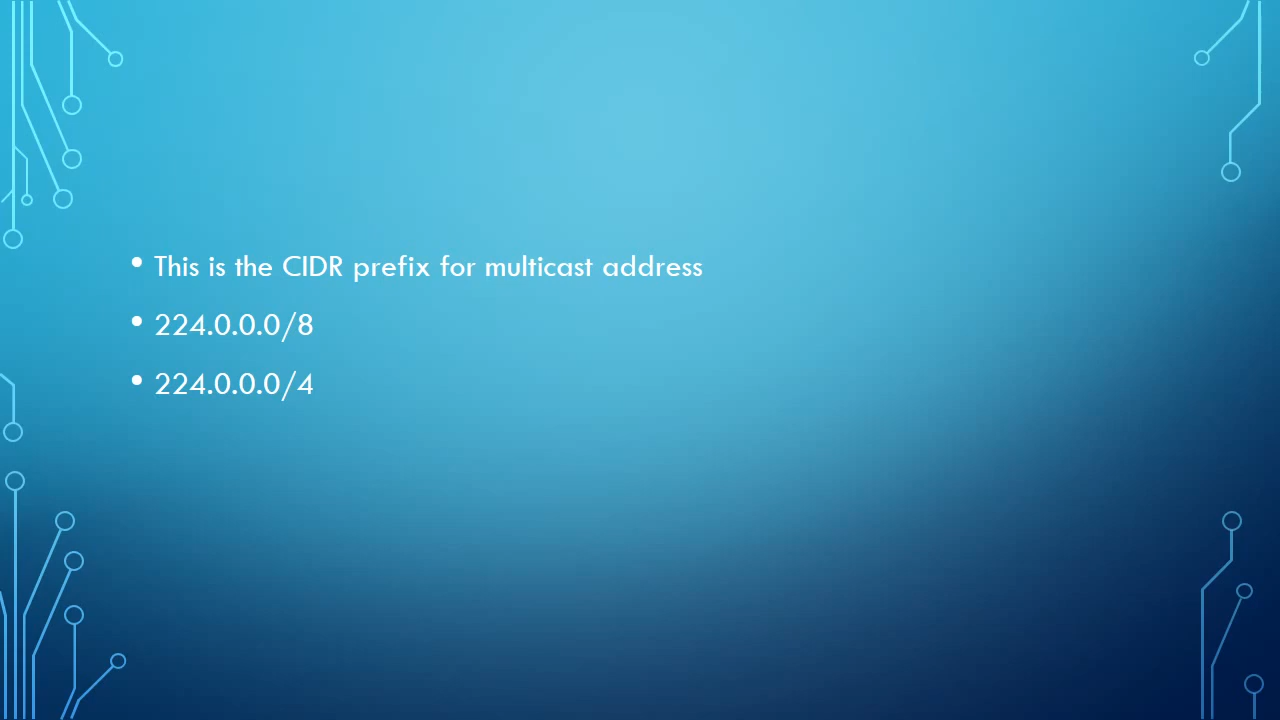 • This is the CIDR prefix for multicast address
• 224.0.0.0/8
• 224.0.0.0/4